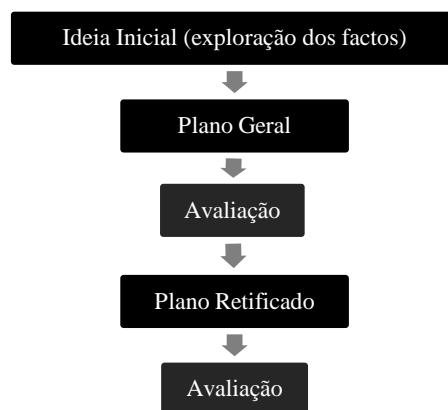 Ideia Inicial (exploração dos factos)
Plano Geral
Avaliação
Plano Retificado
Avaliação